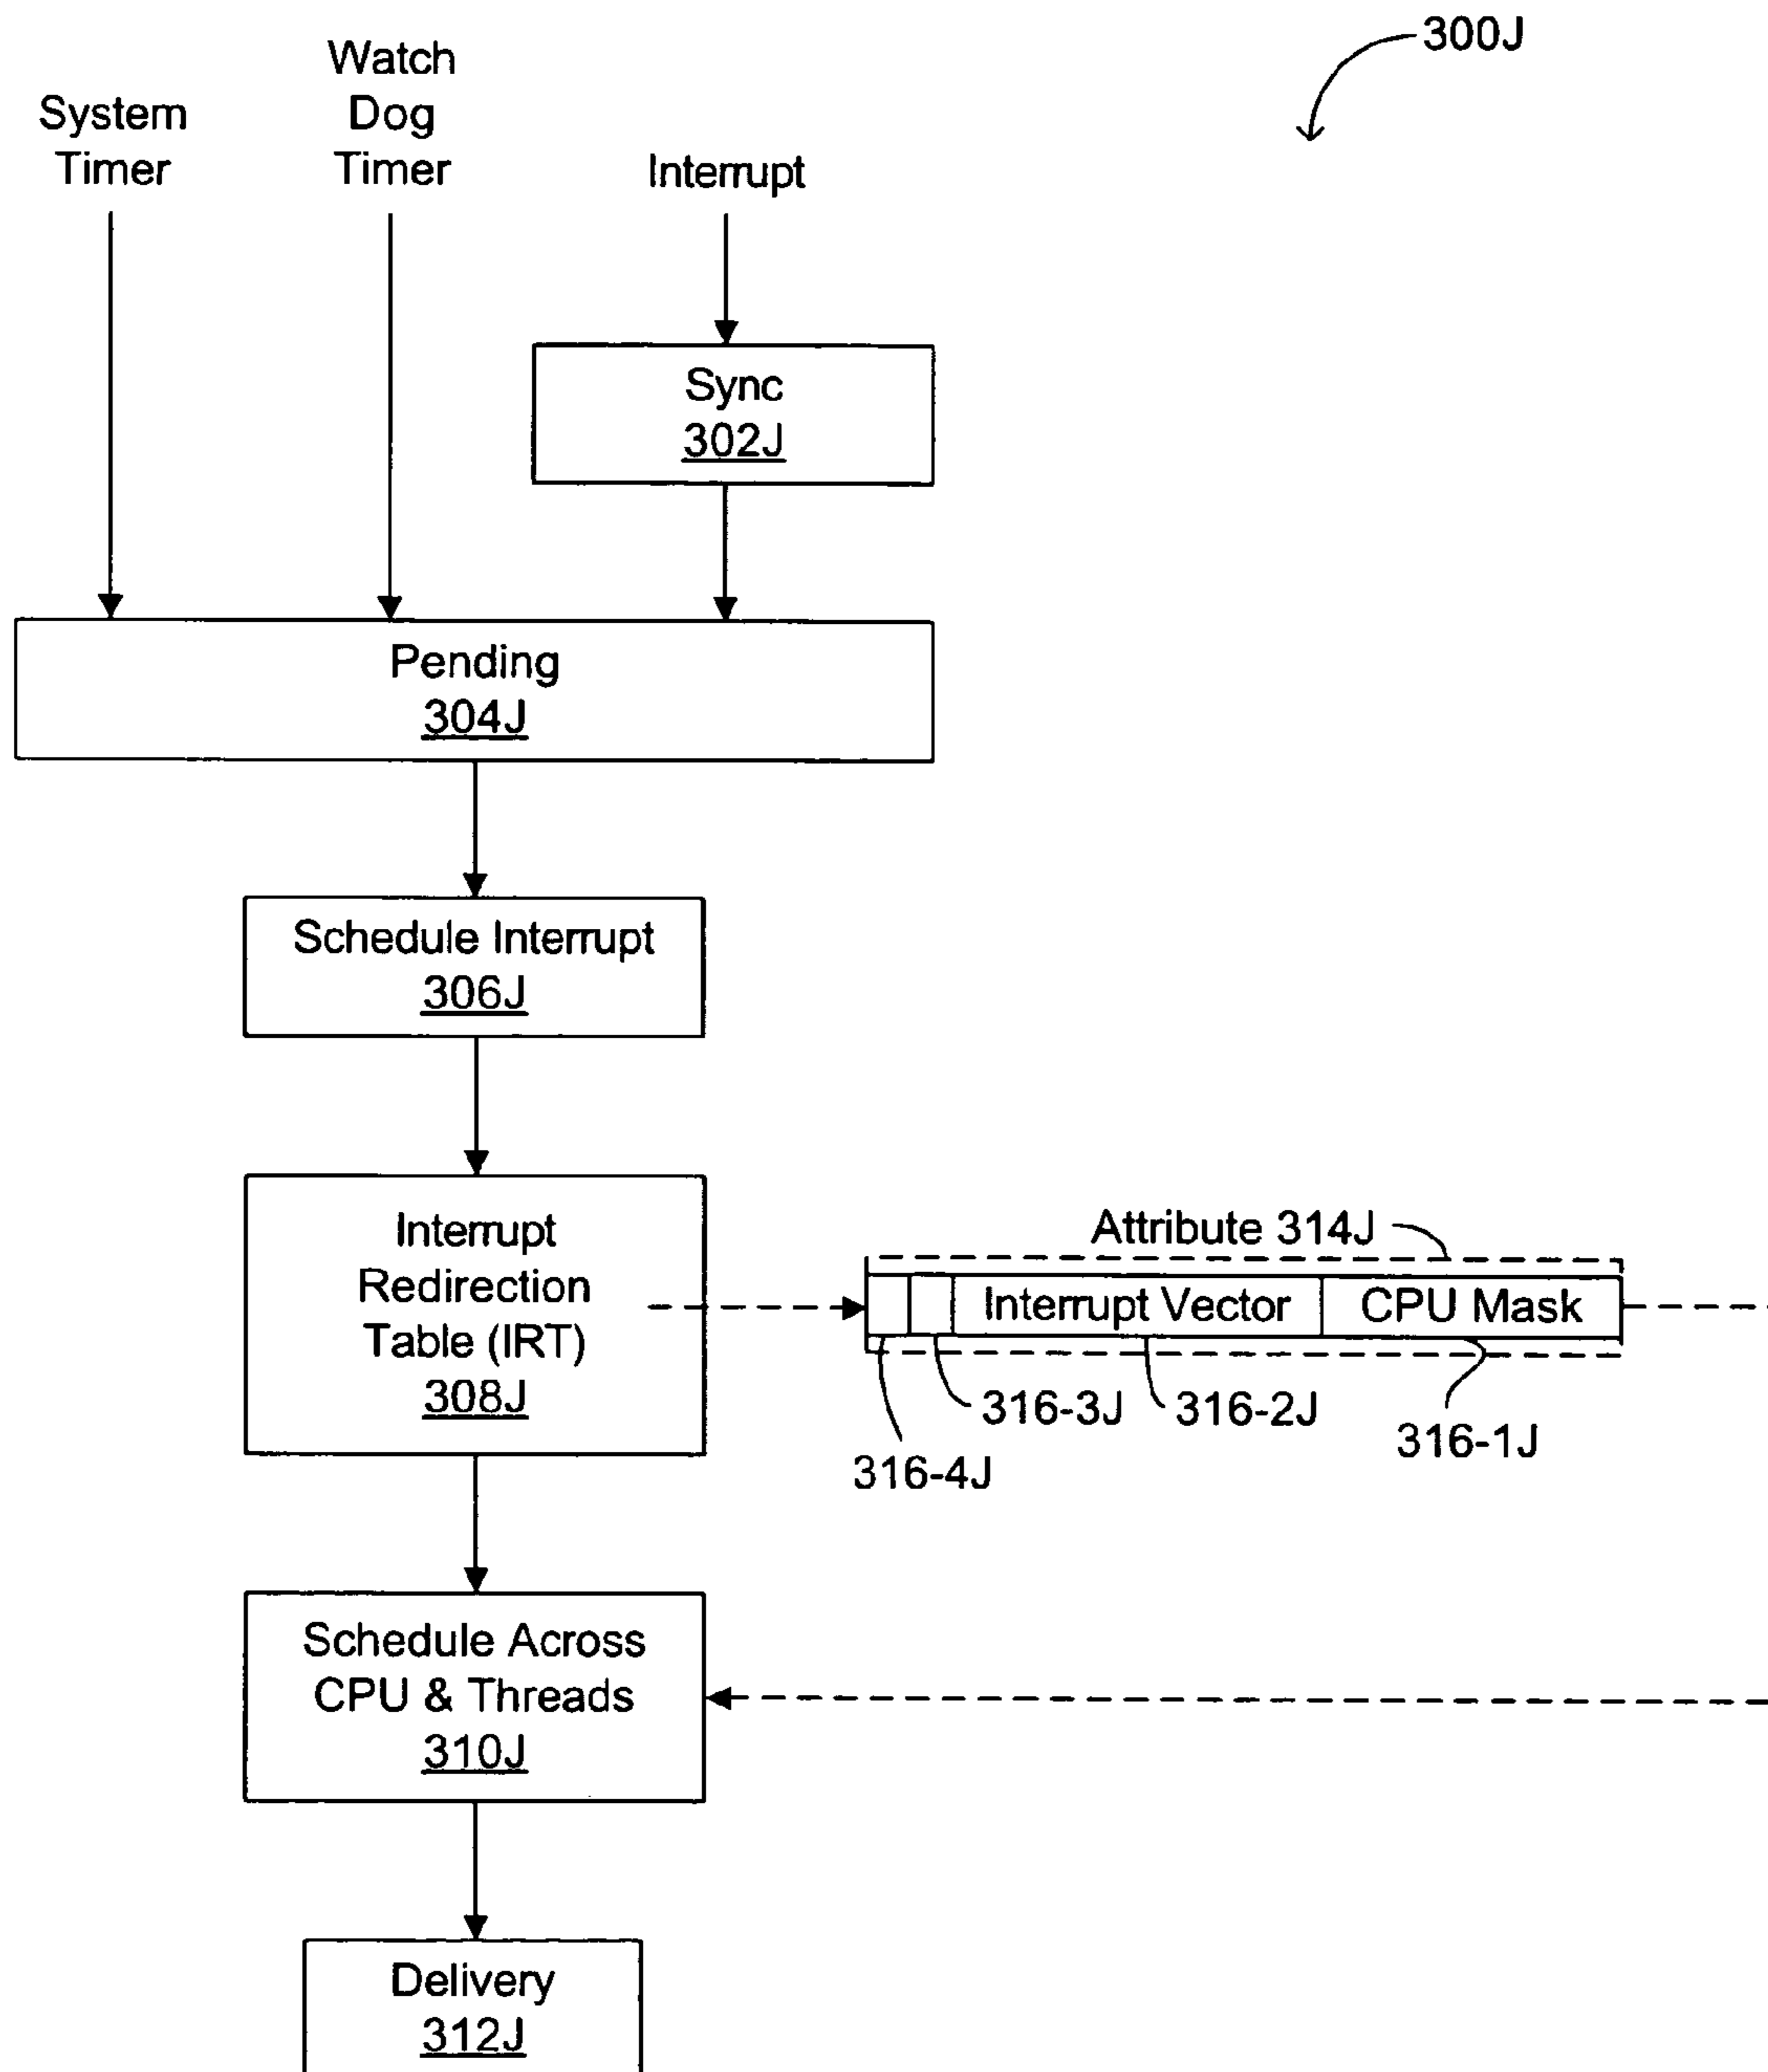 300J
System
Timer
Watch
Dog
Timer
Interrupt
Sync
302J
Pending
304J
Schedule Interrupt
306J
Interrupt
Redirection
Table (IRT)
308J
Attribute 314J
Interrupt Vector
CPU Mask
316-3J
316-2J
316-1J
316-4J
Schedule Across
CPU & Threads
310J
Delivery
312J